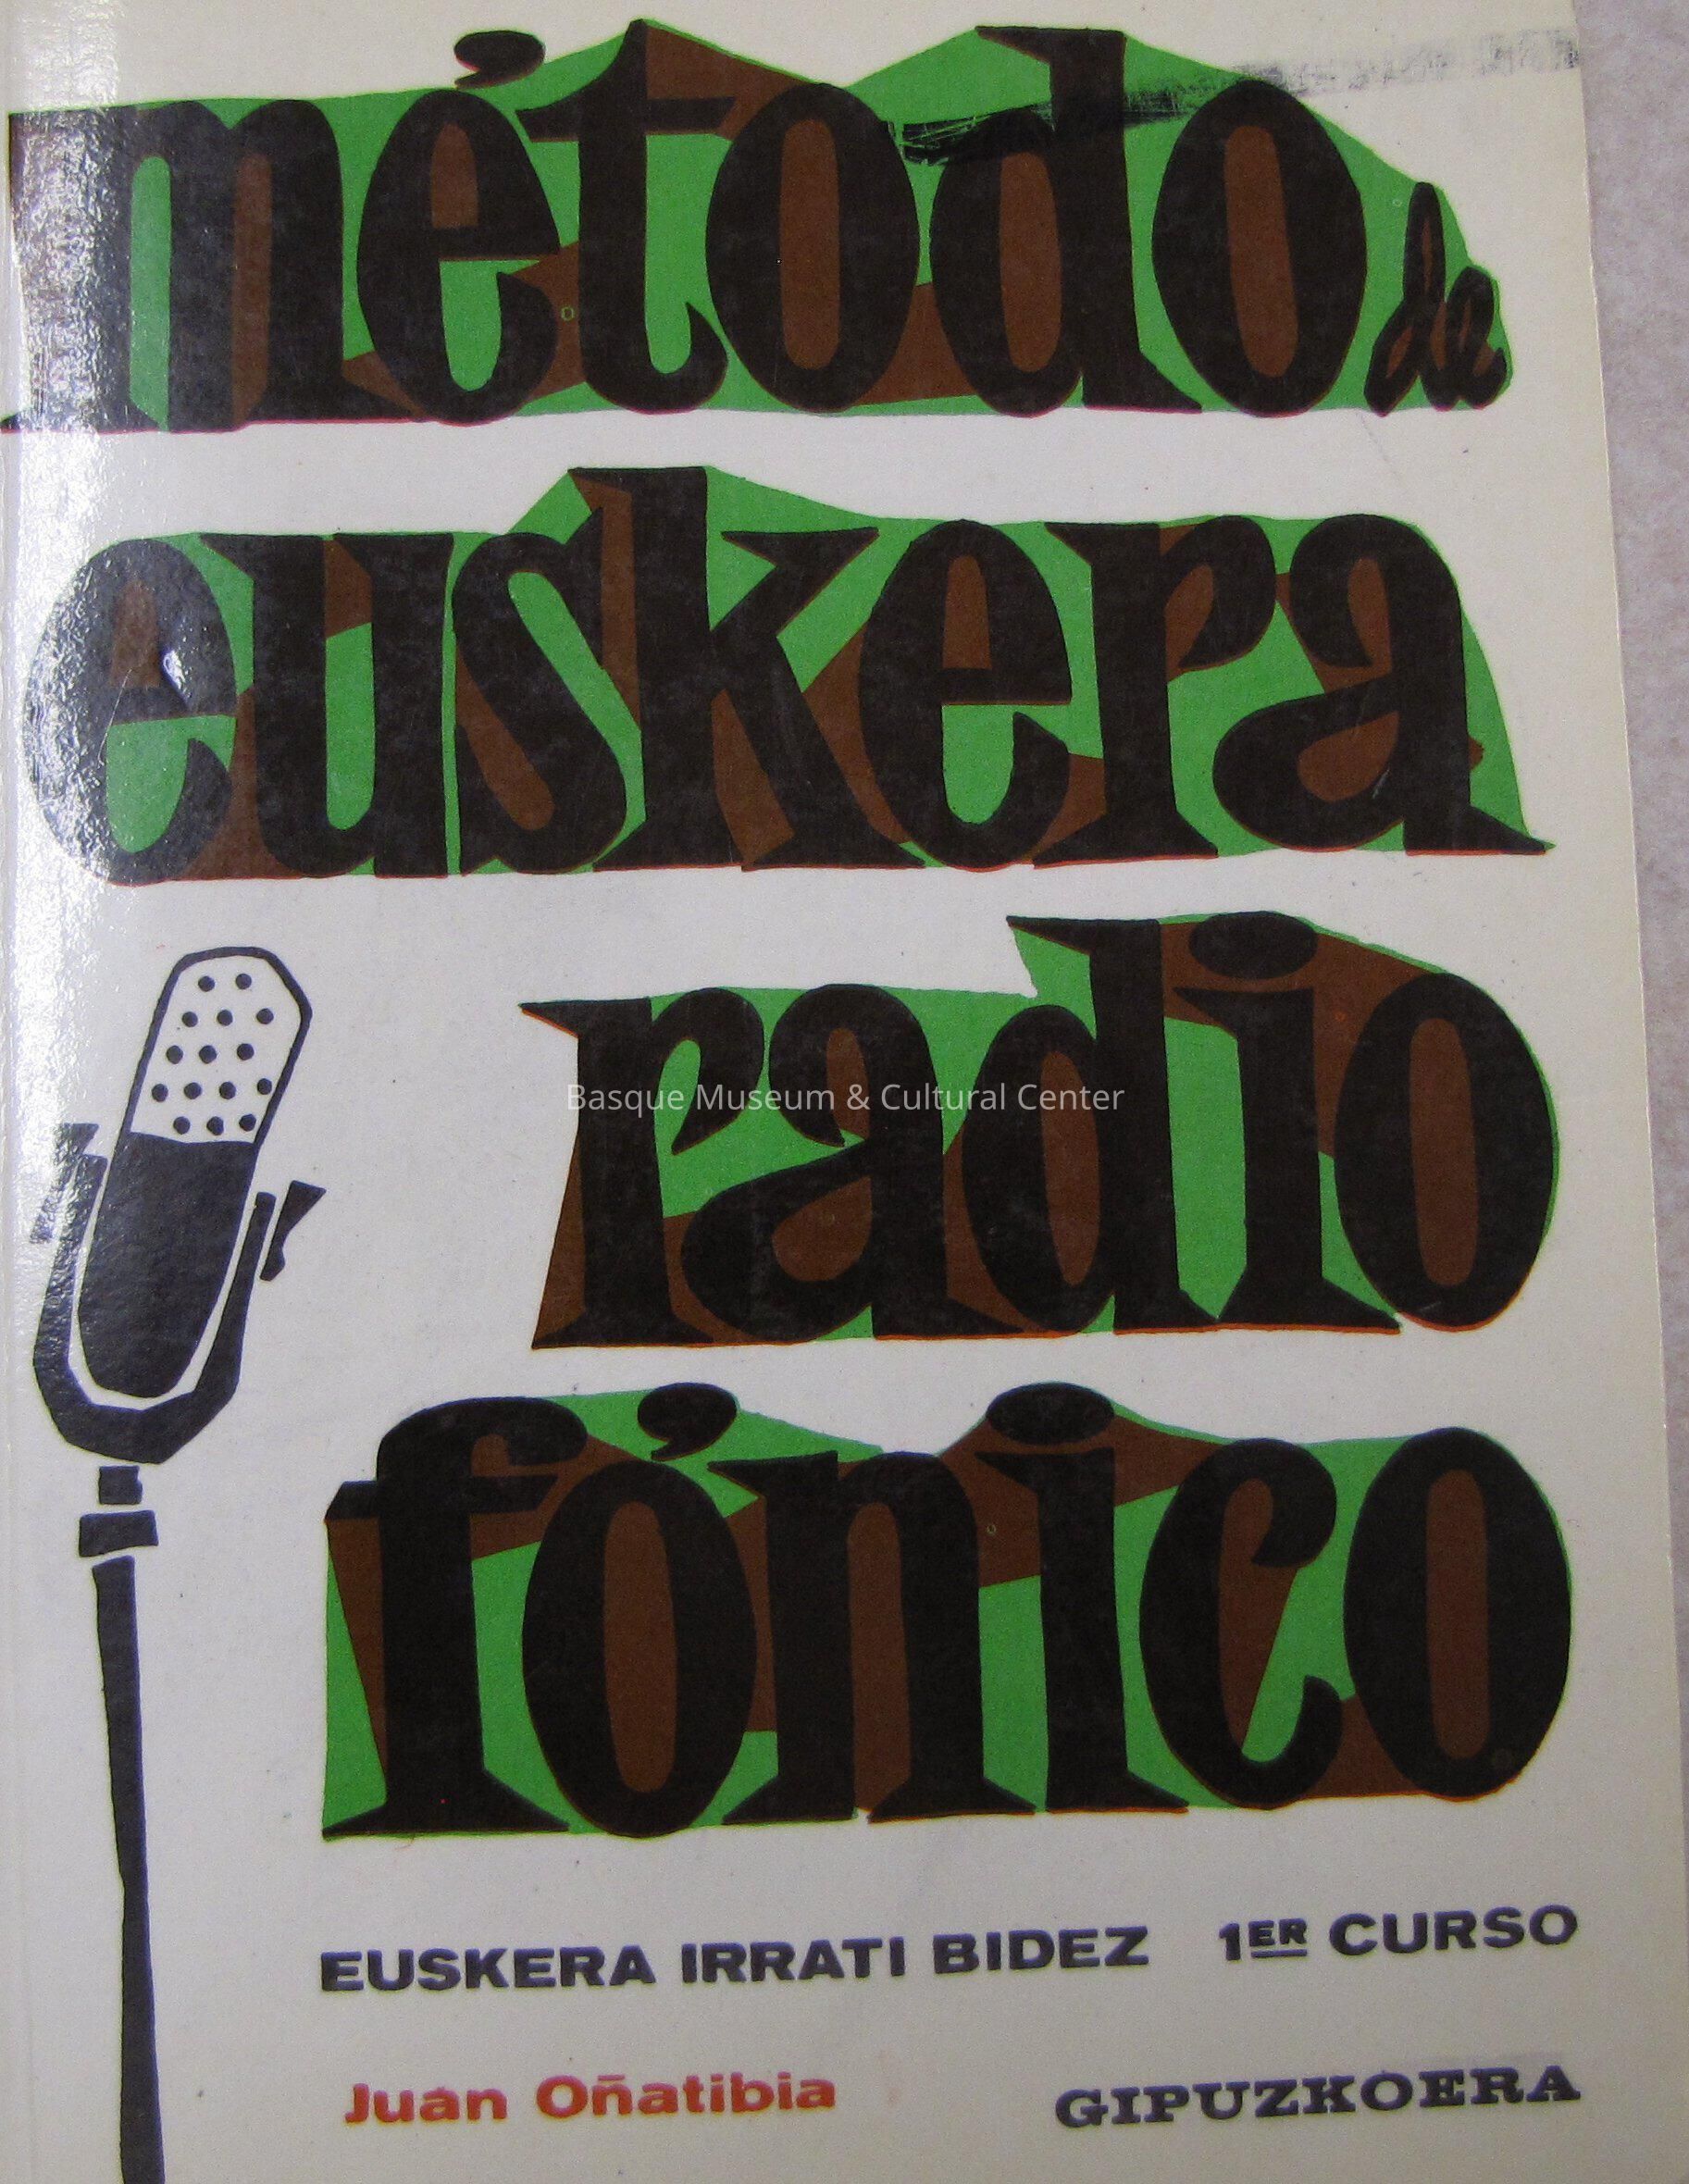 método de
euskera
radio
Basque Museum & Cultural Center
fónico
EUSKERA IRRATI BIDEZ 1ER CURSO
Juan Oñatibia GIPUZKOERA